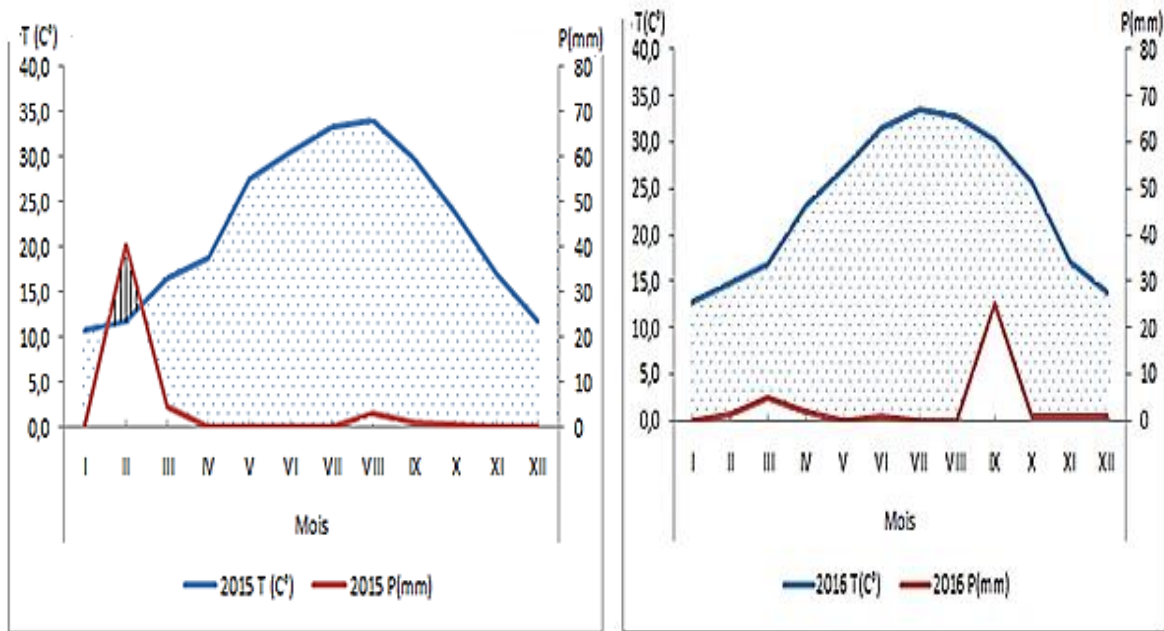 T (C°) P(mm)
40,0 80
35,0 70
30,0 60
25,0 50
20,0 40
15,0 30
10,0 20
5,0 10
0,0 0
I II III IV V VI VII VIII IX X XI XII
Mois
2015 T (C°) 2015 P(mm)
T(C°) P(mm)
40,0 80
35,0 70
30,0 60
25,0 50
20,0 40
15,0 30
10,0 20
5,0 10
0,0 0
I II III IV V VI VII VIII IX X XI XII
Mois
2016 T(C°) 2016 P(mm)